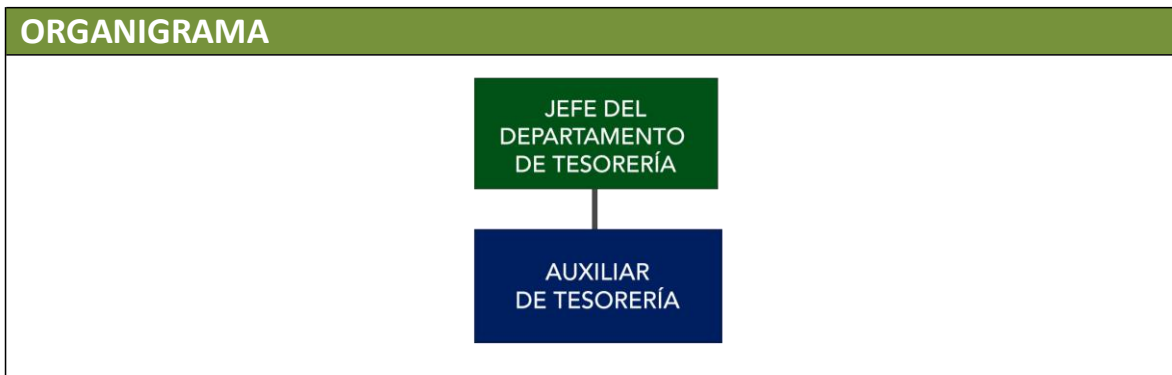 ORGANIGRAMA
JEFE DEL
DEPARTAMENTO
DE TESORERÍA
AUXILIAR
DE TESORERÍA